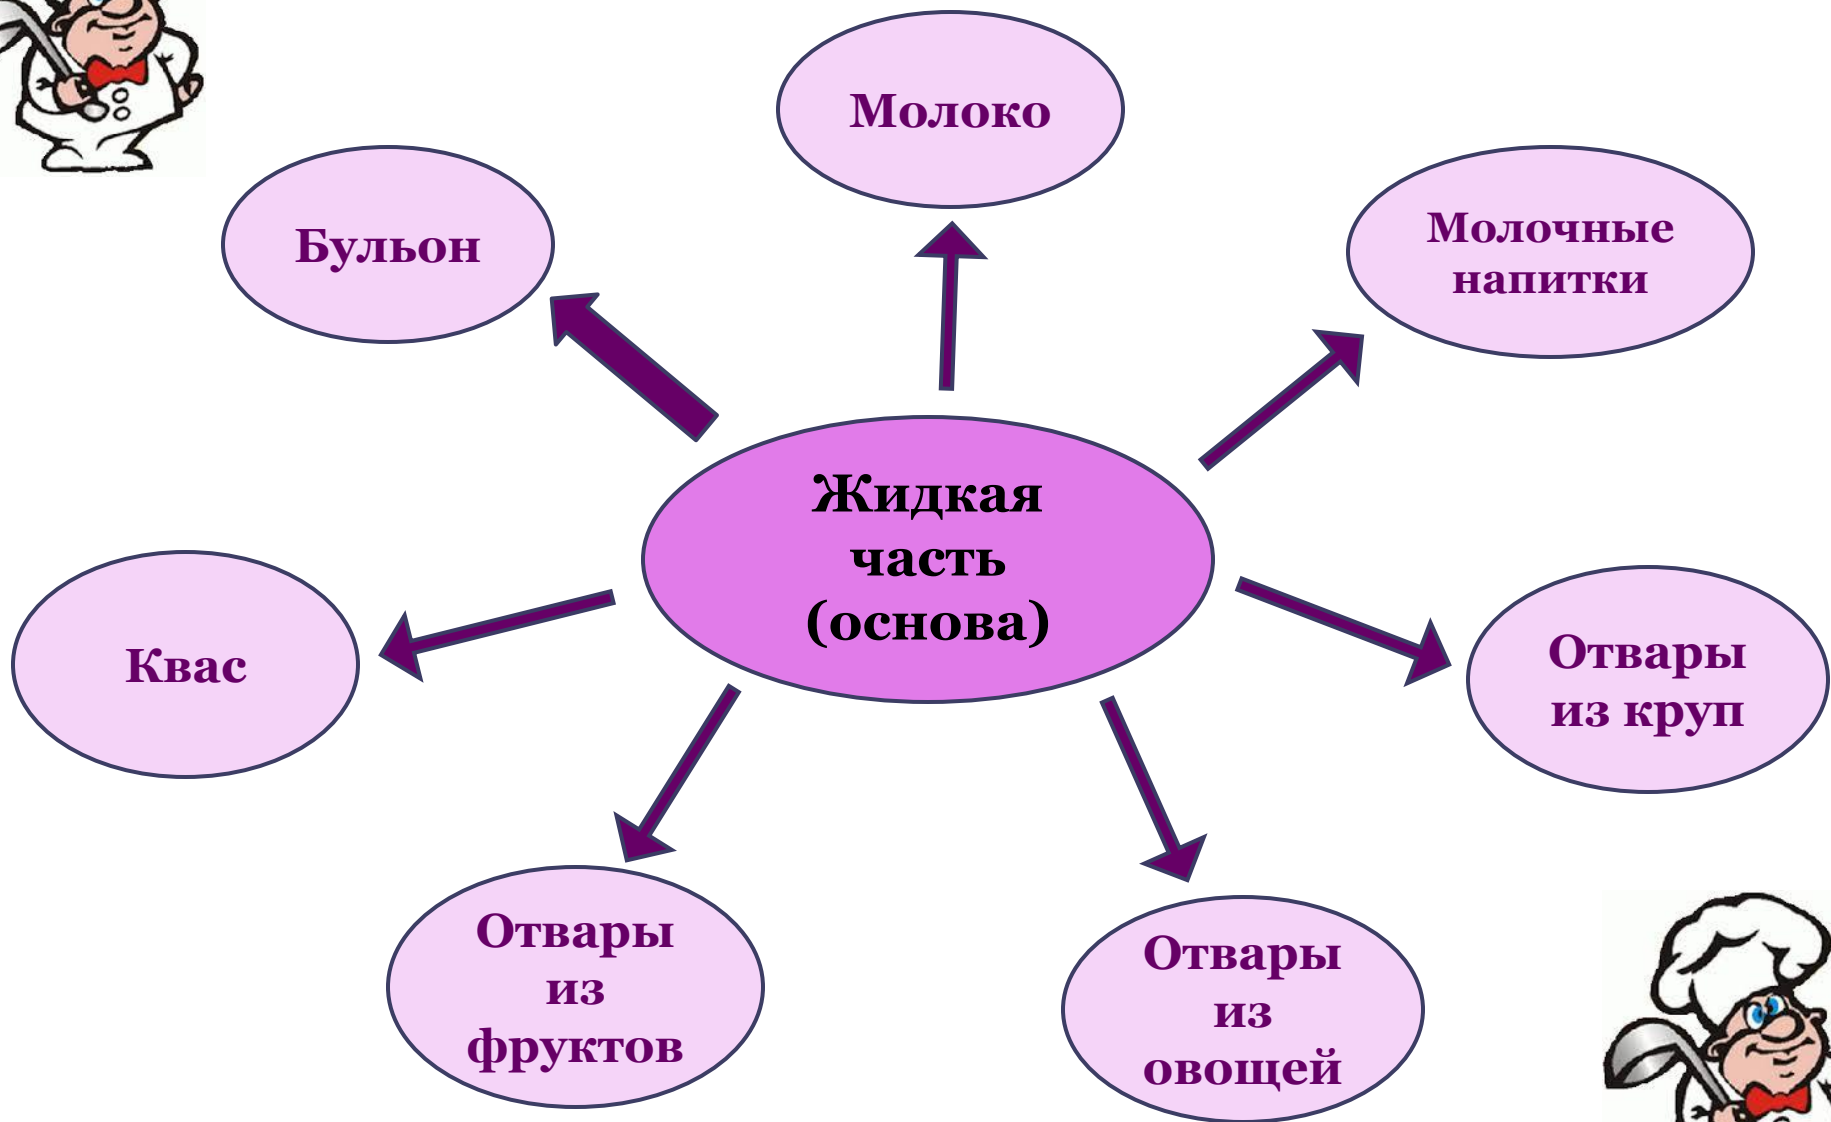 Молоко
Бульон
Молочные
напитки
Жидкая
часть
(основа)
Квас
Отвары
из круп
Отвары
из
фруктов
Отвары
из
овощей